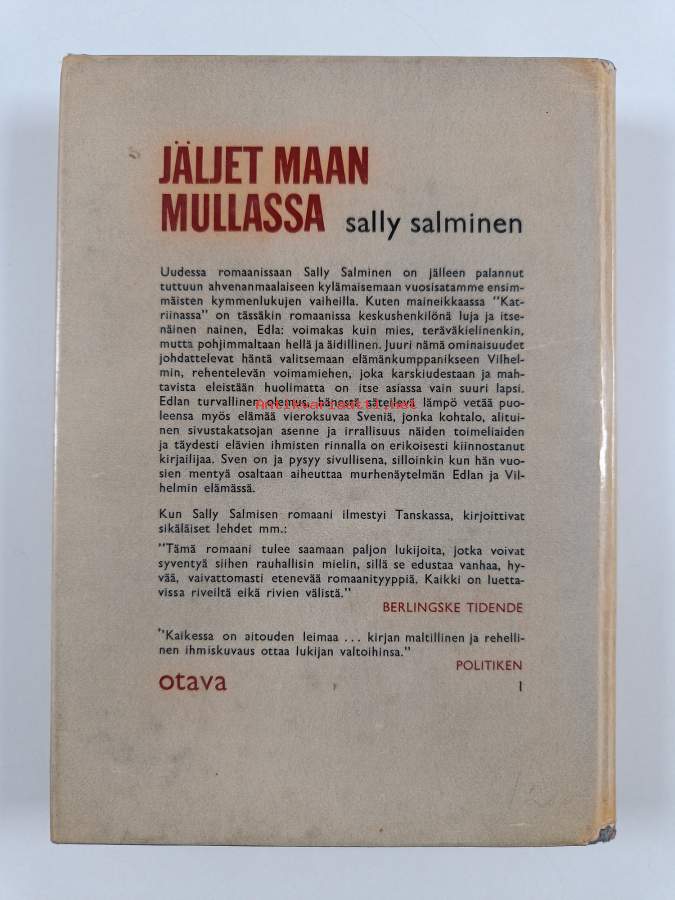 JÄLJET MAAN
MULLASSA sally salminen
Uudessa romaanissaan Sally Salminen on jälleen palannut
tuttuun ahvenanmaalaiseen kylämaisemaan vuosisatamme ensim-
mäisten kymmenlukujen vaiheilla. Kuten maineikkaassa "Kat-
riinassa" on tässäkin romaanissa keskushenkilönä luja ja itse-
näinen nainen, Edla: voimakas kuin mies, teräväkielinenkin,
mutta pohjimmaltaan hellä ja äidillinen. Juuri nämä ominaisuudet
johdattelevat häntä valitsemaan elämänkumppanikseen Vilhel-
min, rehentelevän voimamiehen, joka karskiudestaan ja mah-
tavista eleistään huolimatta on itse asiassa vain suuri lapsi.
Edlan turvallinen olemus, hänestä säteilevä lämpö vetää puo-
Antikvariaatti.net
leensa myös elämää vieroksuvaa Sveniä, jonka kohtalo, alitui-
nen sivustakatsojan asenne ja irrallisuus näiden toimeliaiden
ja täydesti elävien ihmisten rinnalla on erikoisesti kiinnostanut
kirjailijaa. Sven on ja pysyy sivullisena, silloinkin kun hän vuo-
sien mentyä osaltaan aiheuttaa murhenäytelmän Edlan ja Vil-
helmin elämässä.
Kun Sally Salmisen romaani ilmestyi Tanskassa, kirjoittivat
sikäläiset lehdet mm.:
"Tämä romaani tulee saamaan paljon lukijoita, jotka voivat
syventyä siihen rauhallisin mielin, sillä se edustaa vanhaa, hy-
vää, vaivattomasti etenevää romaanityyppiä. Kaikki on luetta-
vissa riveiltä eikä rivien välistä."
BERLINGSKE TIDENDE
"Kaikessa on aitouden leimaa ... kirjan maltillinen ja rehelli-
nen ihmiskuvaus ottaa lukijan valtoihinsa."
POLITIKEN
otava 1